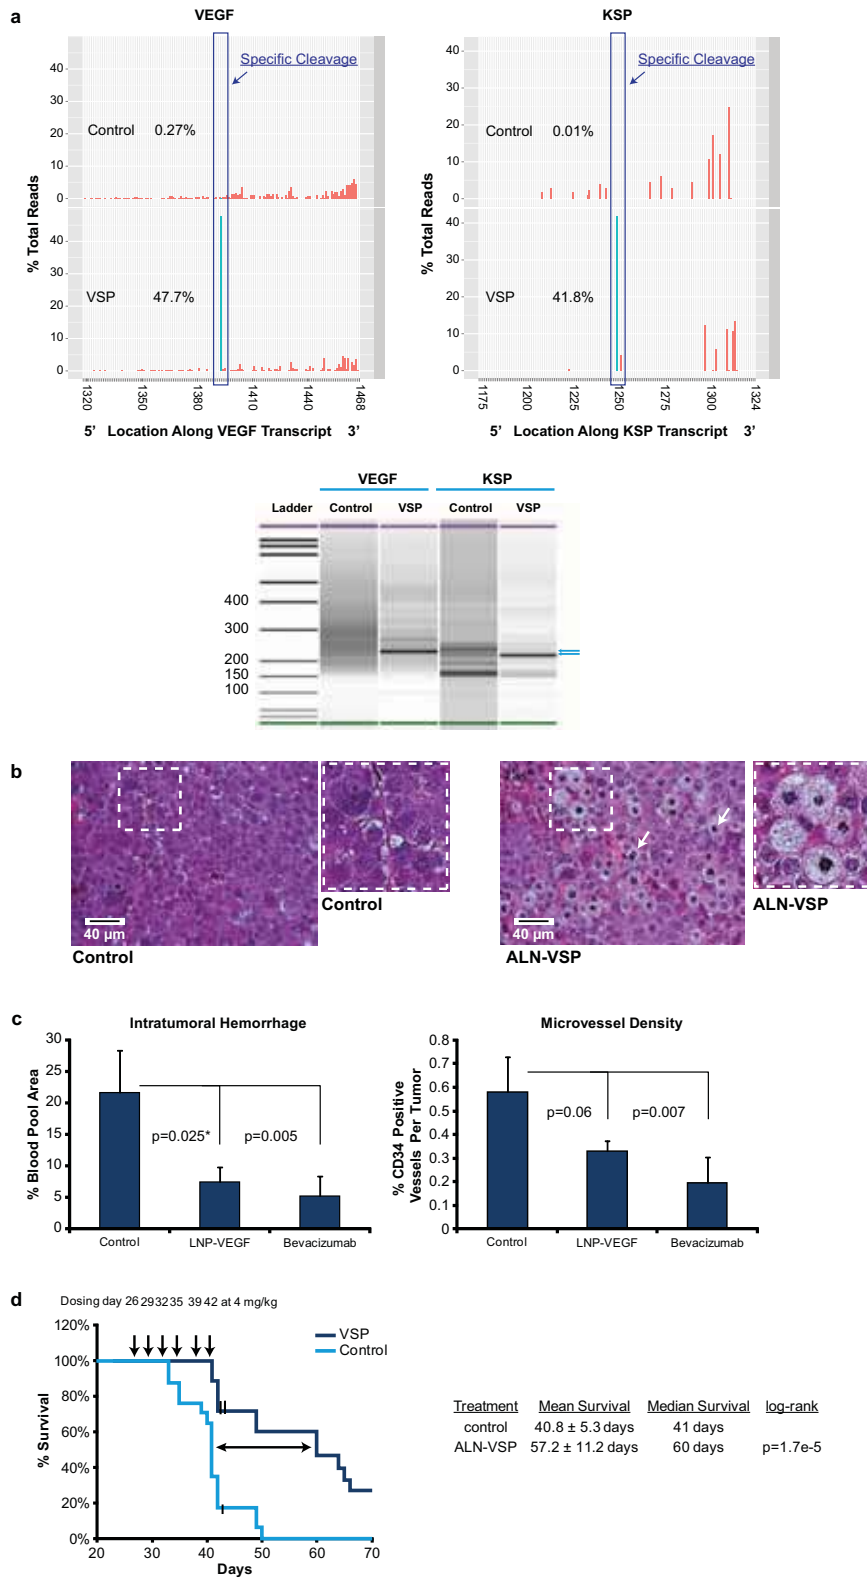 a
VEGF
KSP
Specific Cleavage
Specific Cleavage
% Total Reads
% Total Reads
40
30
20
10
0
40
30
20
10
0
Control 0.27%
VSP 47.7%
40
30
20
10
0
40
30
20
10
0
Control 0.01%
VSP 41.8%
1320 1350 1380 1410 1440 1468
1175 1200 1225 1250 1275 1300 1324
5' Location Along VEGF Transcript 3'
5' Location Along KSP Transcript 3'
VEGF KSP
Ladder Control VSP Control VSP
400
300
200
150
100
b
40 µm
Control
Control
40 µm
ALN-VSP
ALN-VSP
c
Intratumoral Hemorrhage
% Blood Pool Area
30
25
20
15
10
5
0
p=0.025*
p=0.005
Control LNP-VEGF Bevacizumab
Microvessel Density
% CD34 Positive
Vessels Per Tumor
0.8
0.7
0.6
0.5
0.4
0.3
0.2
0.1
0
p=0.06
p=0.007
Control LNP-VEGF Bevacizumab
d
Dosing day 26 29 32 35 39 42 at 4 mg/kg
% Survival
120%
100%
80%
60%
40%
20%
0%
VSP
Control
20 30 40 50 60 70
Days
Treatment Mean Survival Median Survival log-rank
control 40.8 ± 5.3 days 41 days
ALN-VSP 57.2 ± 11.2 days 60 days p=1.7e-5